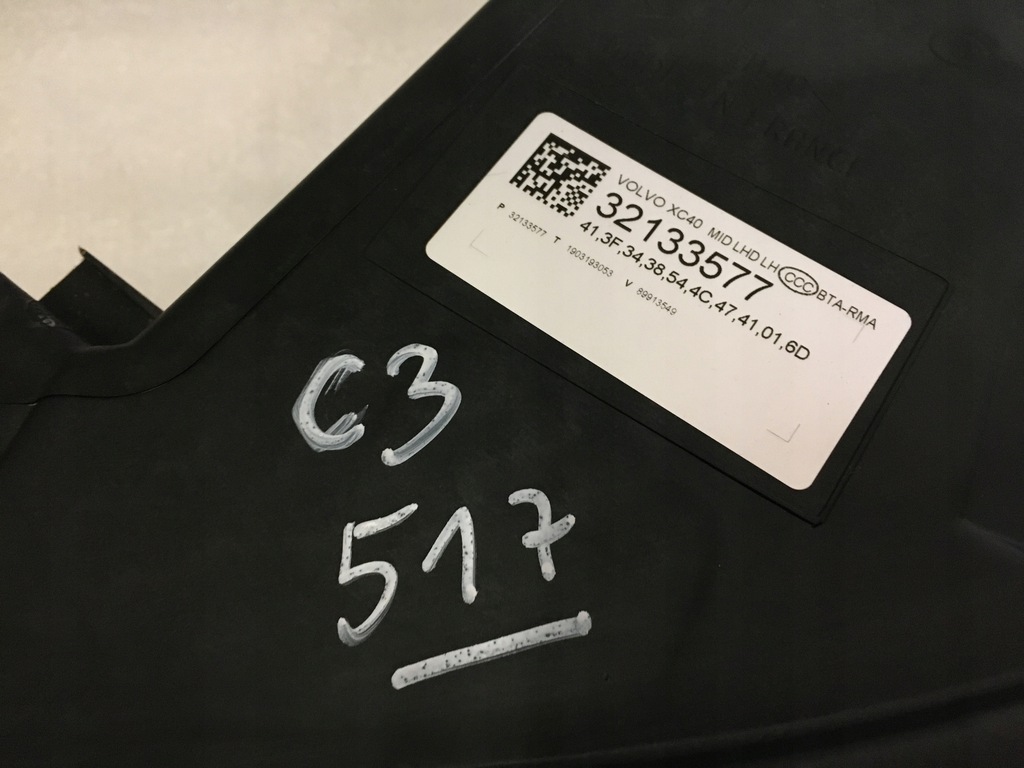 VOLVO XC40 MID LHD LH CCC BTA-RMA
32133577
41,3F,34,38,54,4C,47,41,01,6D
P 32133577 T 1903193053 V 89913549
C3
517